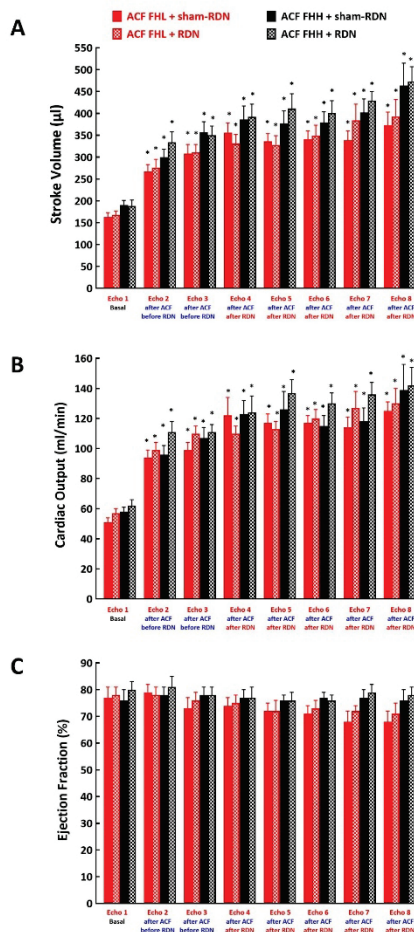 ACF FHL + sham-RDN ACF FHH + sham-RDN
ACF FHL + RDN ACF FHH + RDN
A
Stroke Volume (µl)
550
500
450
400
350
300
250
200
150
100
50
0
Echo 1 Echo 2 Echo 3 Echo 4 Echo 5 Echo 6 Echo 7 Echo 8
Basal after ACF after ACF after ACF after ACF after ACF after ACF after ACF
before RDN before RDN after RDN after RDN after RDN after RDN after RDN
B
Cardiac Output (ml/min)
160
140
120
100
80
60
40
20
0
Echo 1 Echo 2 Echo 3 Echo 4 Echo 5 Echo 6 Echo 7 Echo 8
Basal after ACF after ACF after ACF after ACF after ACF after ACF after ACF
before RDN before RDN after RDN after RDN after RDN after RDN after RDN
C
Ejection Fraction (%)
90
80
70
60
50
40
30
20
10
0
Echo 1 Echo 2 Echo 3 Echo 4 Echo 5 Echo 6 Echo 7 Echo 8
Basal after ACF after ACF after ACF after ACF after ACF after ACF after ACF
before RDN before RDN after RDN after RDN after RDN after RDN after RDN